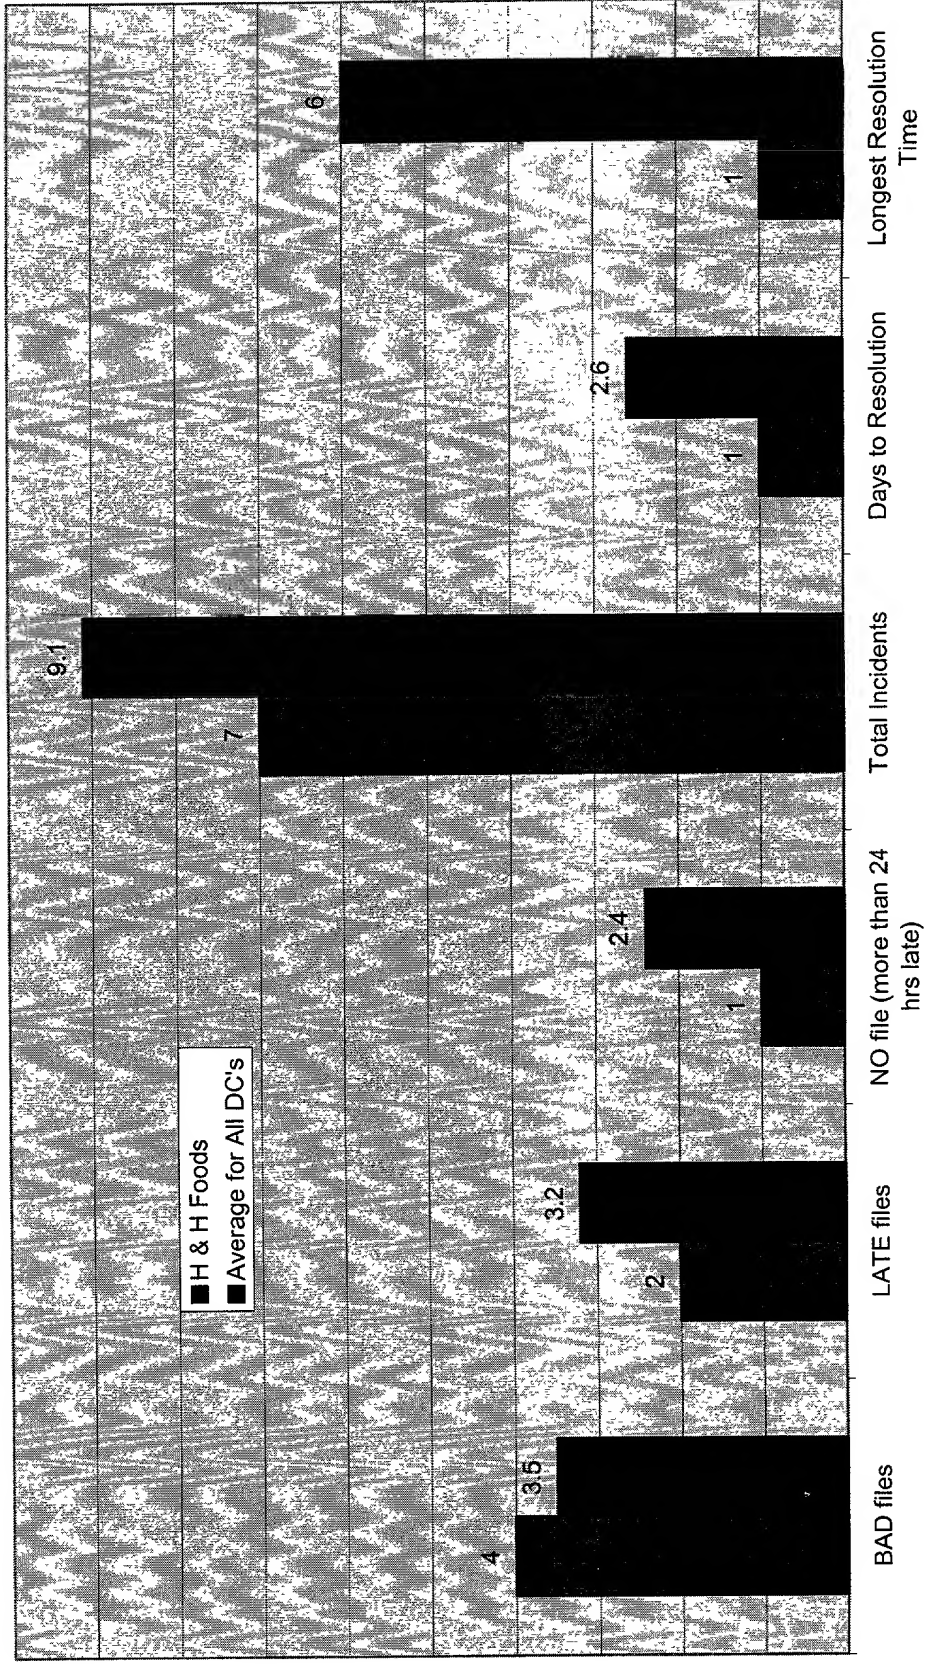 H & H Foods
Average for All DC's
4
3.5
2
3.2
1
2.4
7
9.1
1
2.6
1
6
BAD files
LATE files
NO file (more than 24
hrs late)
Total Incidents
Days to Resolution
Longest Resolution
Time